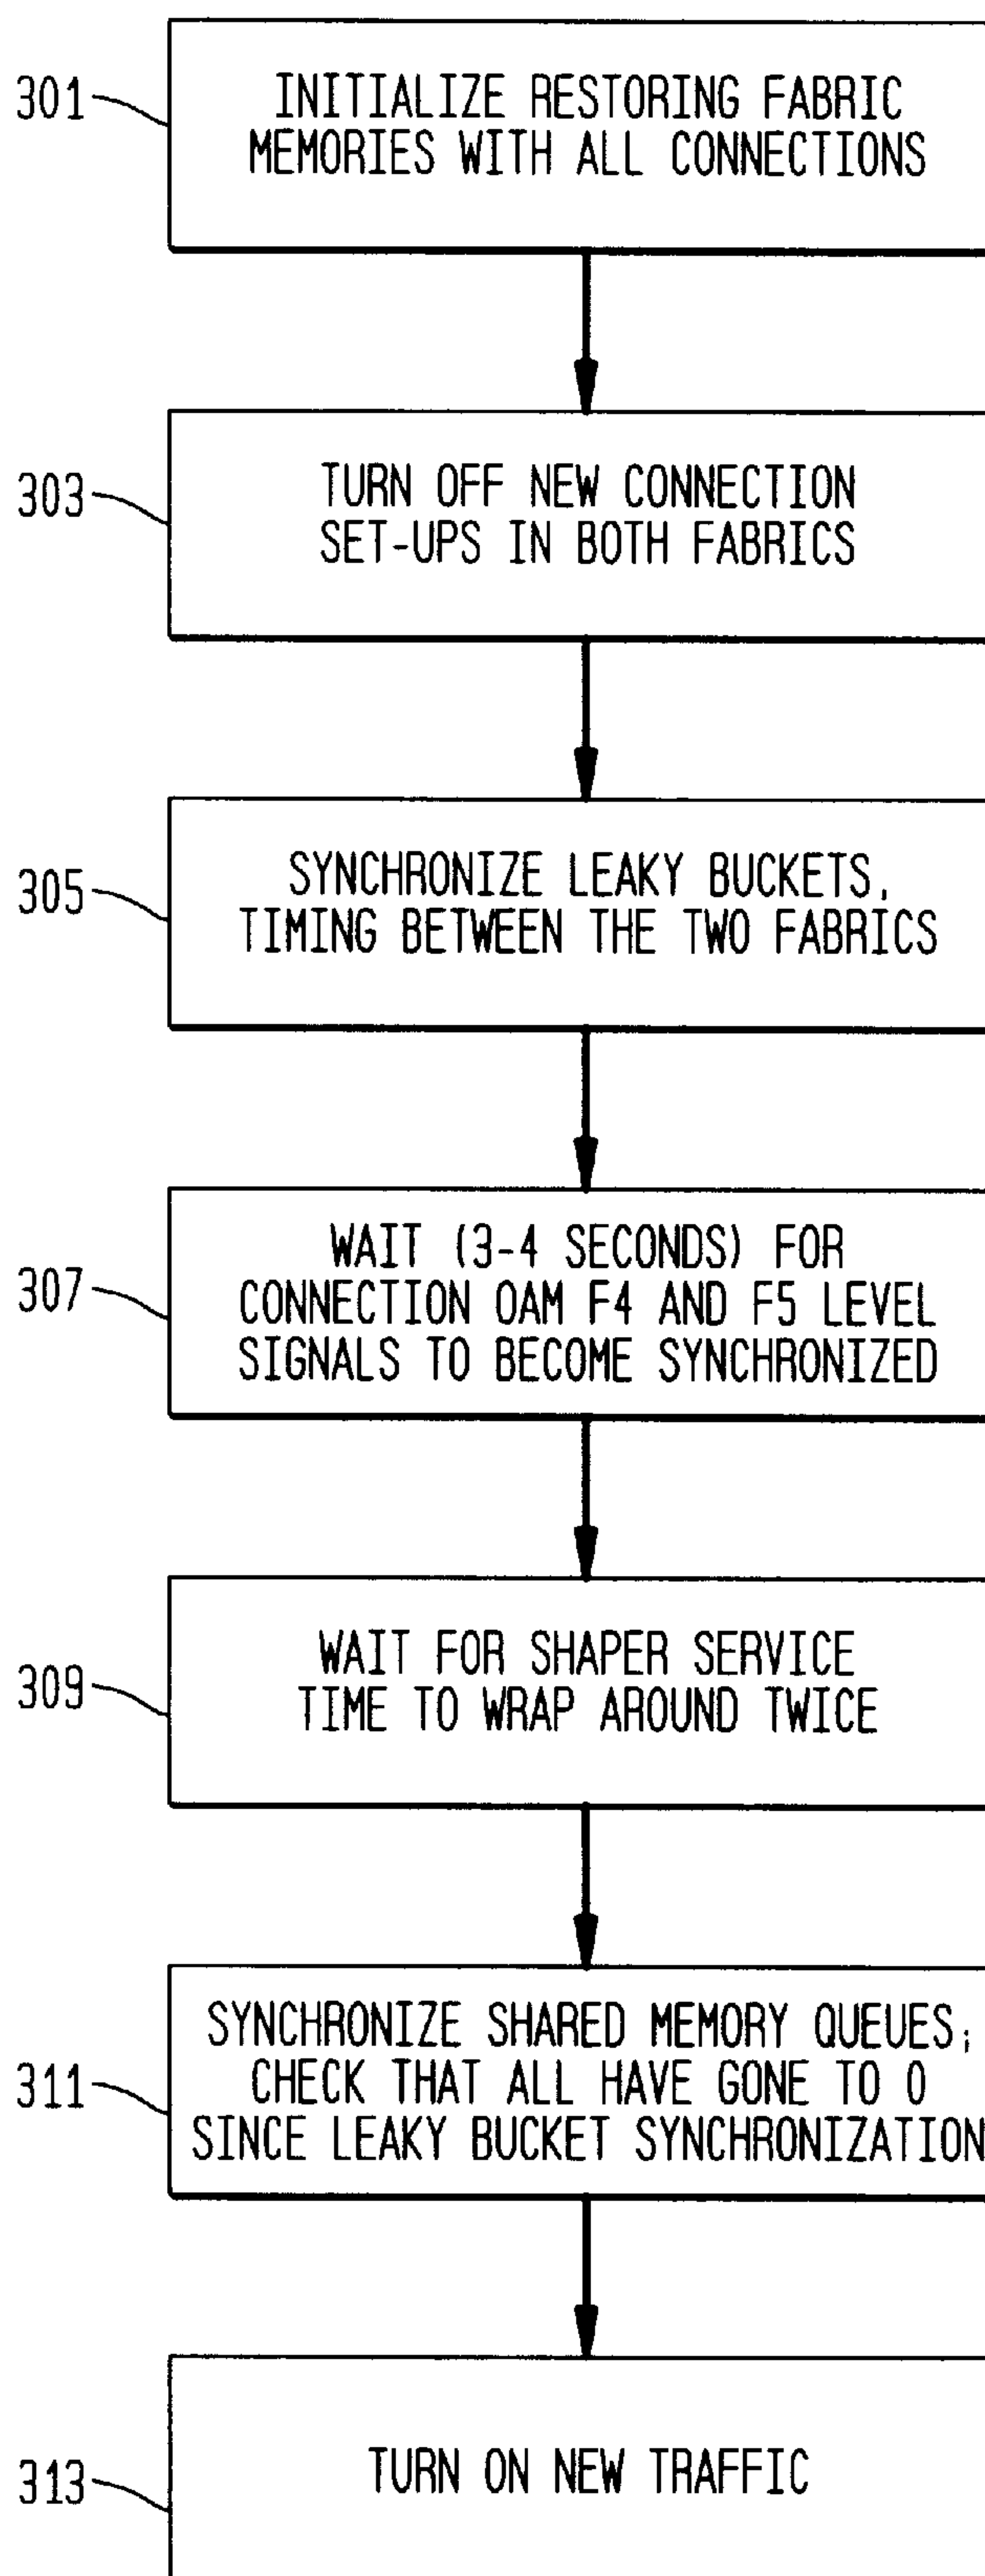 301
INITIALIZE RESTORING FABRIC
MEMORIES WITH ALL CONNECTIONS
303
TURN OFF NEW CONNECTION
SET-UPS IN BOTH FABRICS
305
SYNCHRONIZE LEAKY BUCKETS,
TIMING BETWEEN THE TWO FABRICS
307
WAIT (3-4 SECONDS) FOR
CONNECTION OAM F4 AND F5 LEVEL
SIGNALS TO BECOME SYNCHRONIZED
309
WAIT FOR SHAPER SERVICE
TIME TO WRAP AROUND TWICE
311
SYNCHRONIZE SHARED MEMORY QUEUES;
CHECK THAT ALL HAVE GONE TO 0
SINCE LEAKY BUCKET SYNCHRONIZATION
313
TURN ON NEW TRAFFIC